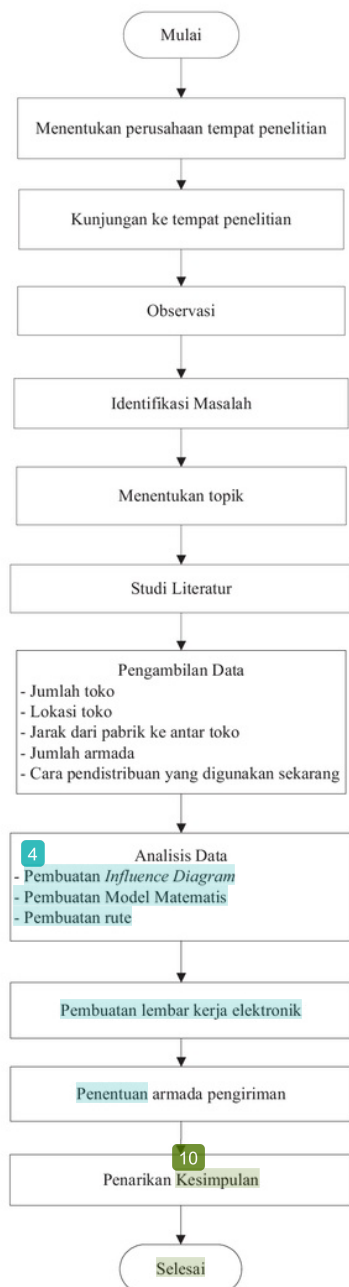 Mulai
Menentukan perusahaan tempat penelitian
Kunjungan ke tempat penelitian
Observasi
Identifikasi Masalah
Menentukan topik
Studi Literatur
Pengambilan Data
- Jumlah toko
- Lokasi toko
- Jarak dari pabrik ke antar toko
- Jumlah armada
- Cara pendistribuan yang digunakan sekarang
4
Analisis Data
- Pembuatan Influence Diagram
- Pembuatan Model Matematis
- Pembuatan rute
Pembuatan lembar kerja elektronik
Penentuan armada pengiriman
10
Penarikan Kesimpulan
Selesai